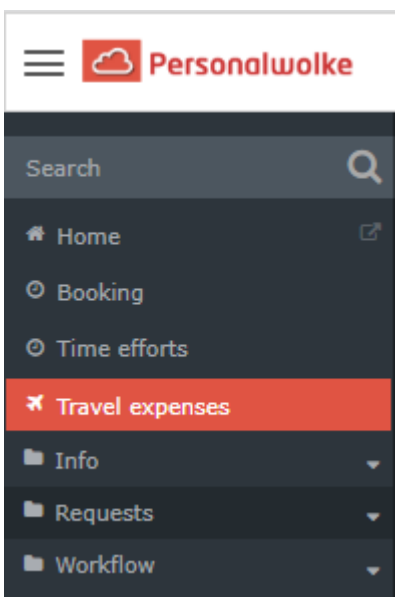 Personalwolke
Search
Home
Booking
Time efforts
Travel expenses
Info
Requests
Workflow